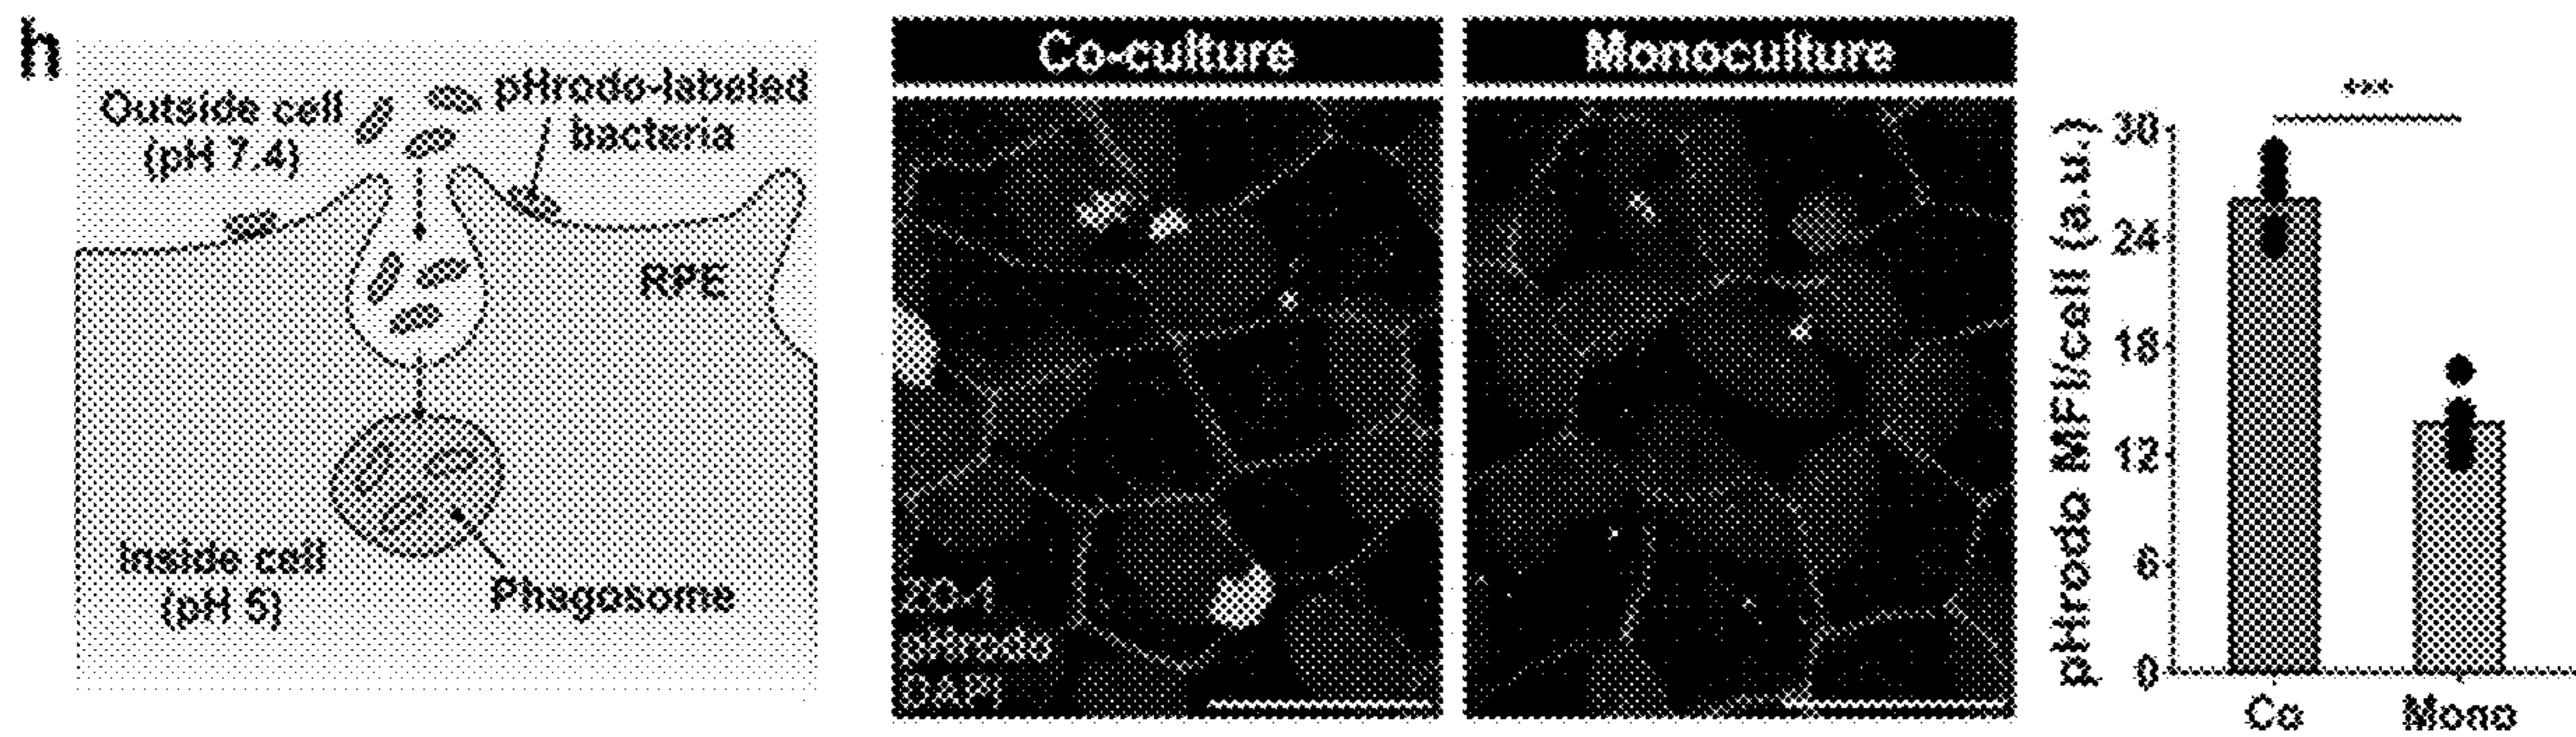 h
Outside cell
(pH 7.4)
pHrodo-labeled
bacteria
RPE
Inside cell
(pH 5)
Phagosome
Co-culture
Monoculture
ZO-1
pHrodo
DAPI
***
pHrodo MFI/cell (a.u.)
30
24
18
12
6
0
Co
Mono